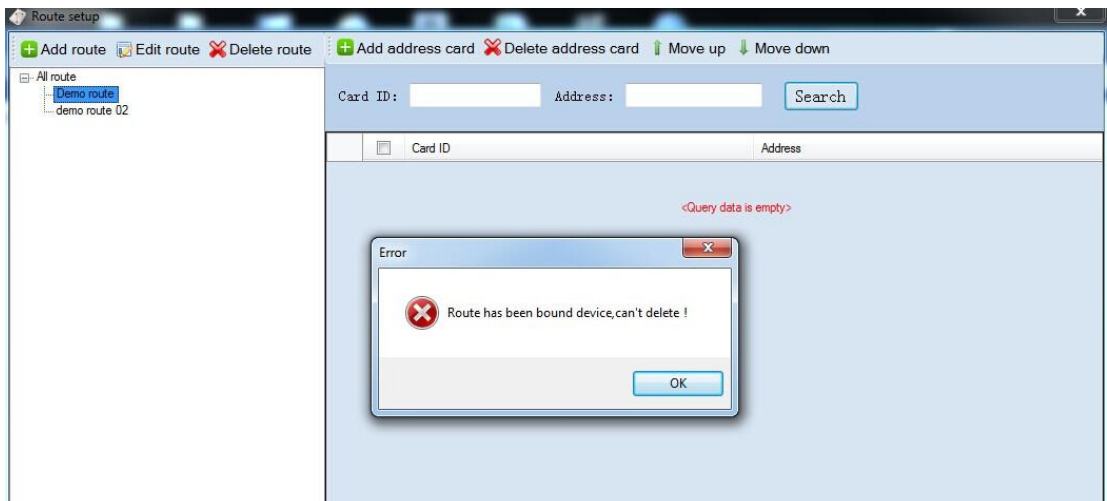 Route setup
Add route Edit route Delete route
Add address card Delete address card Move up Move down
All route
Demo route
demo route 02
Card ID: Address: Search
Card ID Address
<Query data is empty>
Error
Route has been bound device,can't delete !
OK